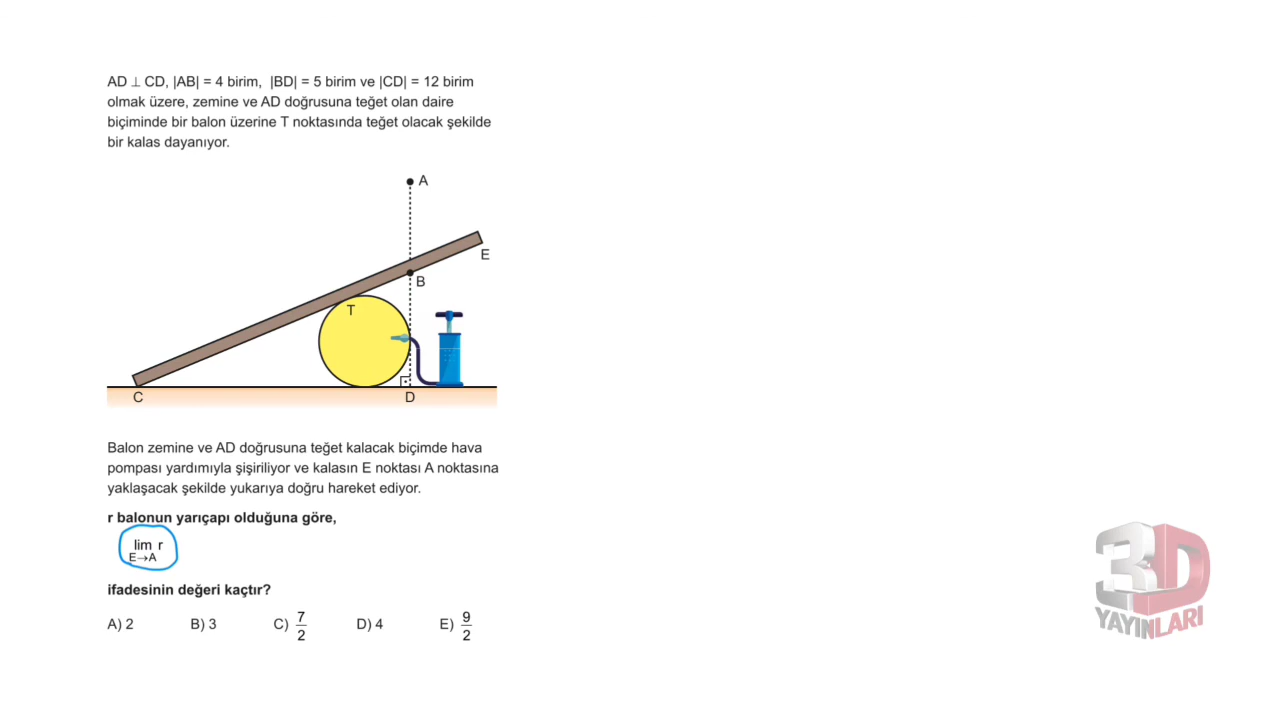 AD ⊥ CD, |AB| = 4 birim, |BD| = 5 birim ve |CD| = 12 birim
olmak üzere, zemine ve AD doğrusuna teğet olan daire
biçiminde bir balon üzerine T noktasında teğet olacak şekilde
bir kalas dayanıyor.
A
E
B
T
C
D
Balon zemine ve AD doğrusuna teğet kalacak biçimde hava
pompası yardımıyla şişiriliyor ve kalasın E noktası A noktasına
yaklaşacak şekilde yukarıya doğru hareket ediyor.
r balonun yarıçapı olduğuna göre,
lim r
E→A
ifadesinin değeri kaçtır?
A) 2 B) 3 C) 7/2 D) 4 E) 9/2
3D
YAYINLARI